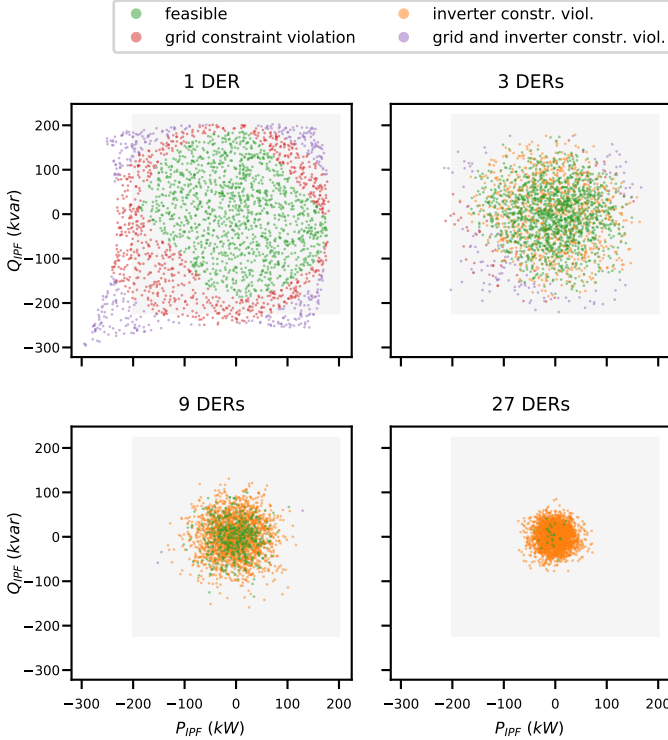 feasible
inverter constr. viol.
grid constraint violation
grid and inverter constr. viol.
1 DER
3 DERs
200
100
0
−100
−200
−300
Q_IPF (kvar)
9 DERs
27 DERs
200
100
0
−100
−200
−300
Q_IPF (kvar)
−300 −200 −100 0 100 200
−300 −200 −100 0 100 200
P_IPF (kW)
P_IPF (kW)